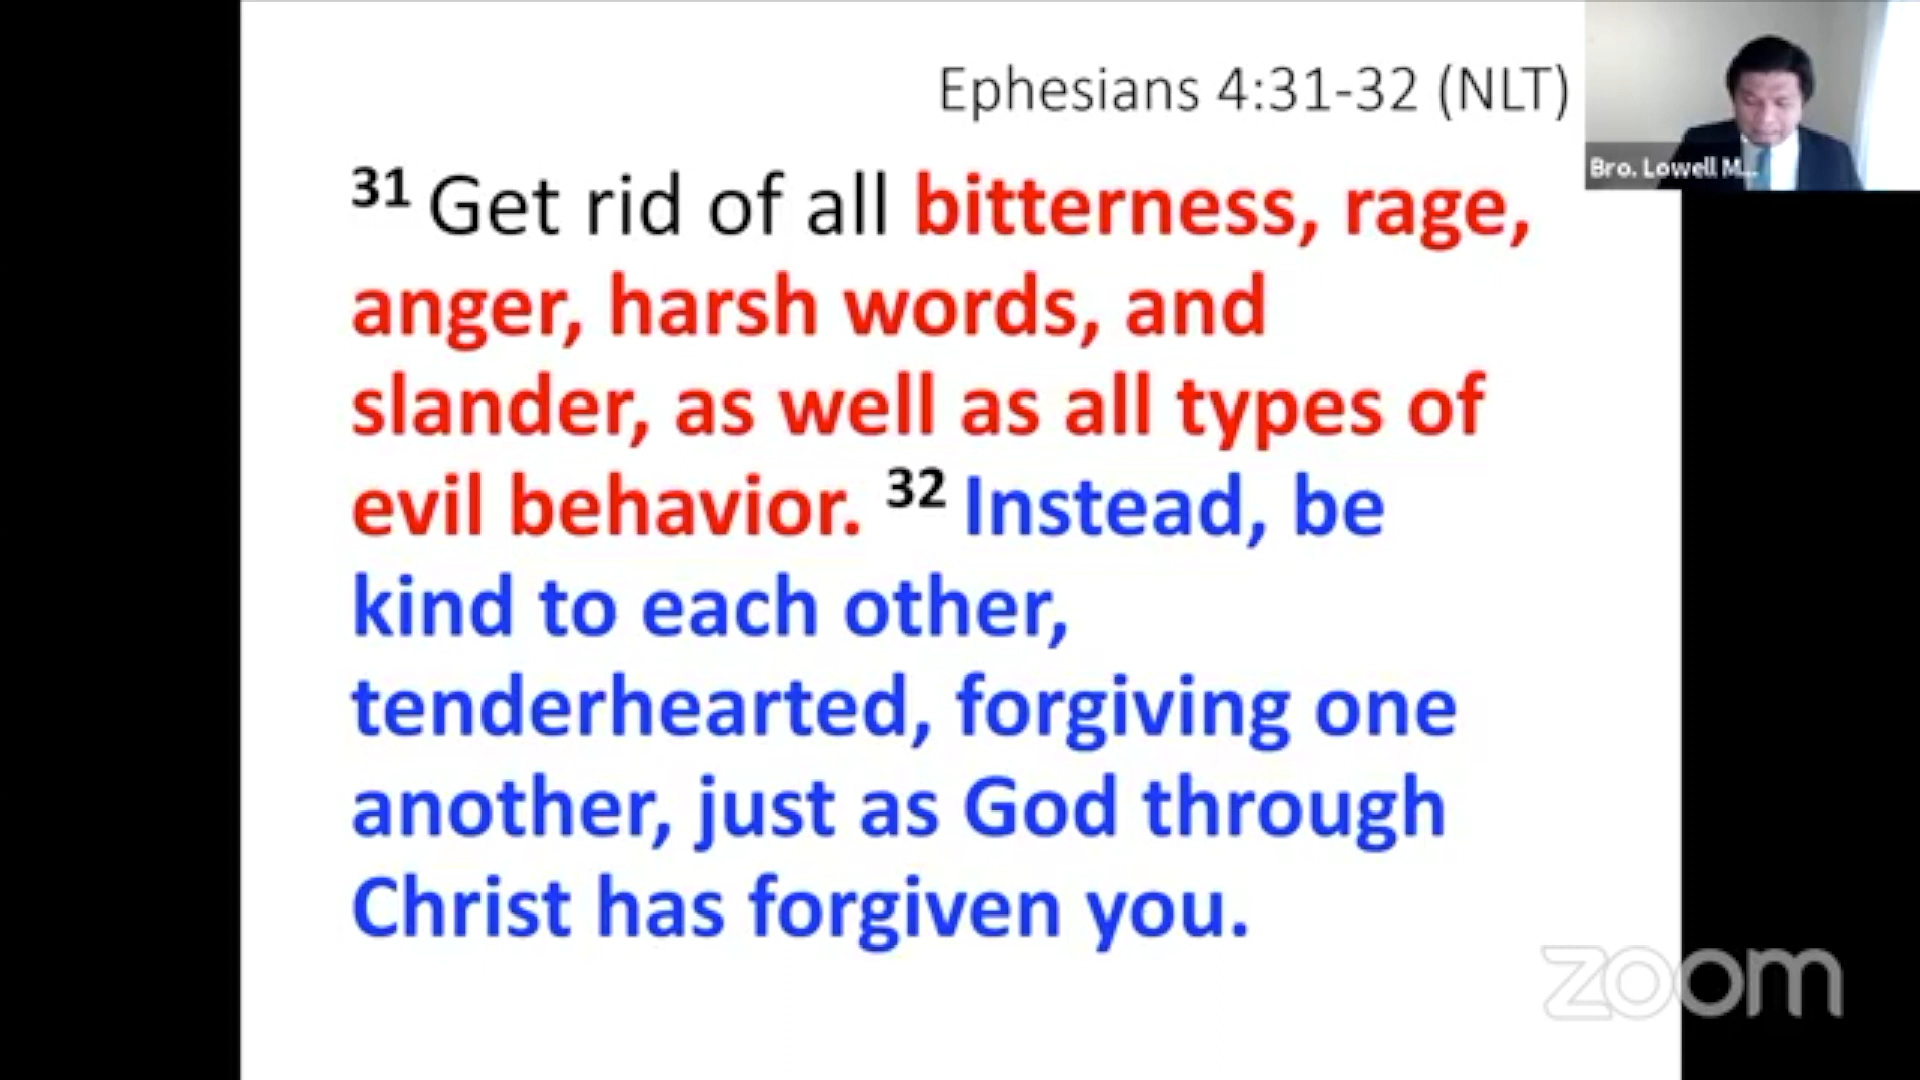 Ephesians 4:31-32 (NLT)
Bro. Lowell M...
31 Get rid of all bitterness, rage,
anger, harsh words, and
slander, as well as all types of
evil behavior. 32 Instead, be
kind to each other,
tenderhearted, forgiving one
another, just as God through
Christ has forgiven you.
zoom